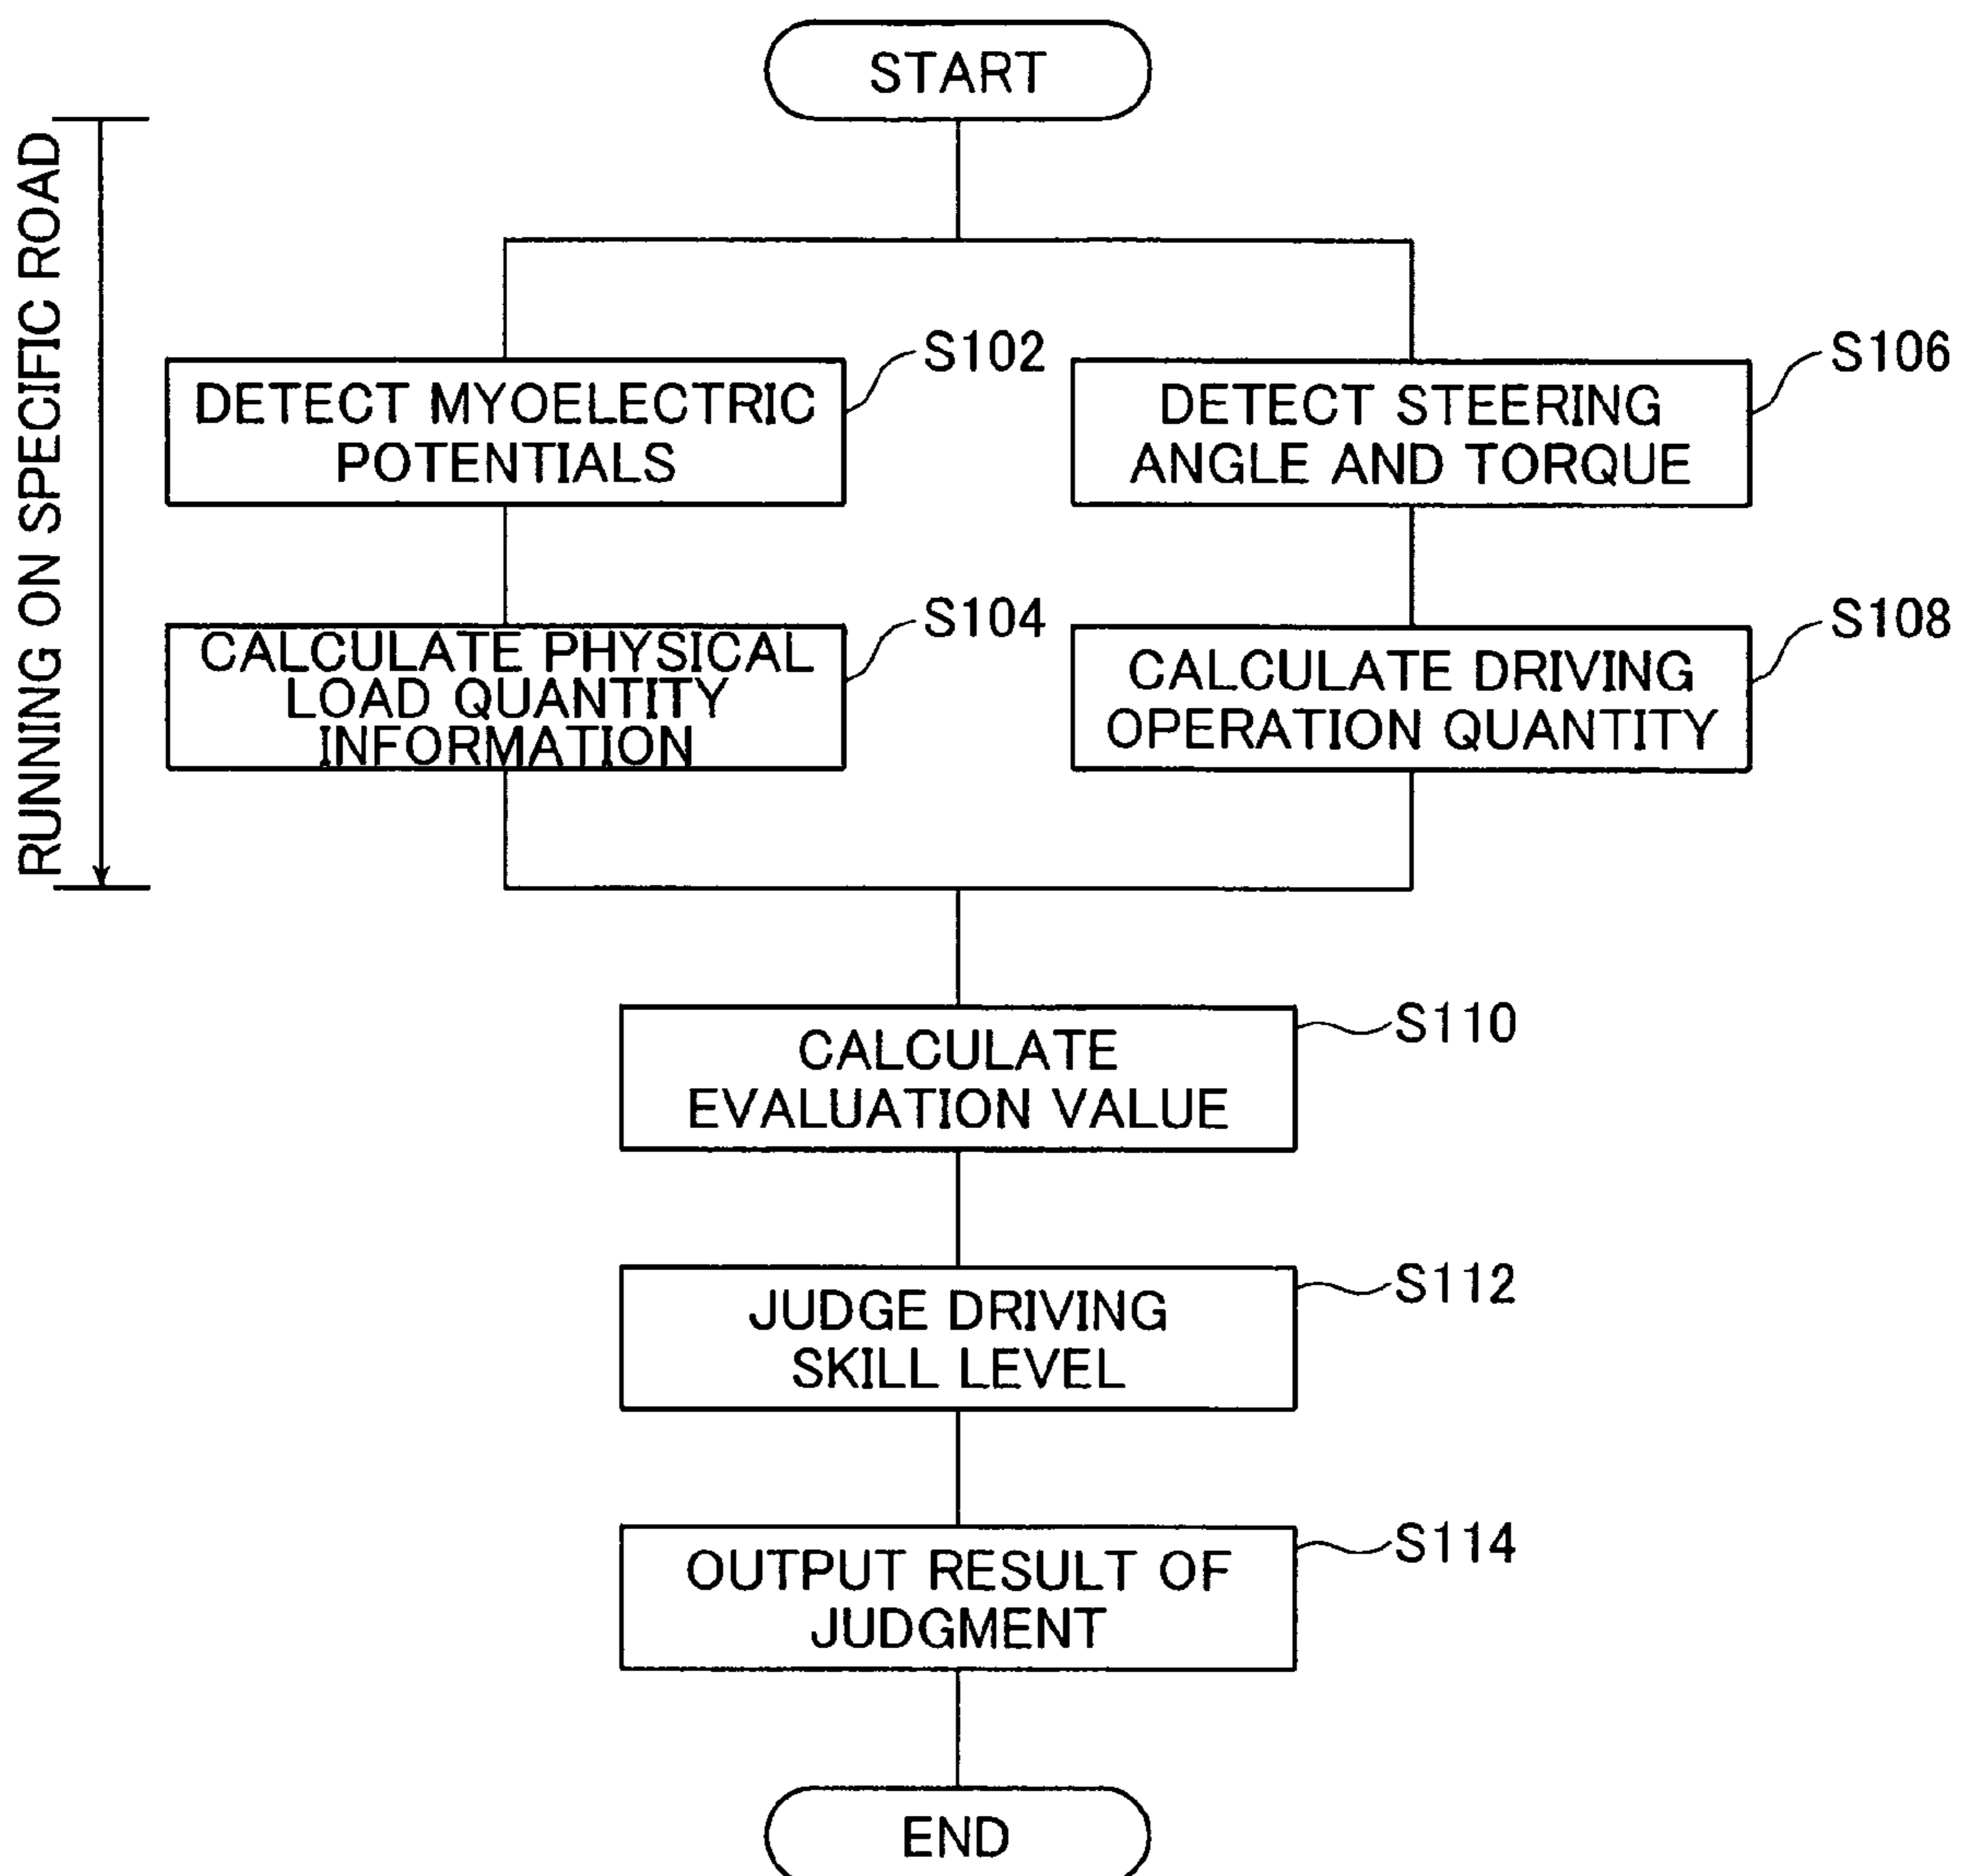 START
RUNNING ON SPECIFIC ROAD
S102
DETECT MYOELECTRIC
POTENTIALS
S106
DETECT STEERING
ANGLE AND TORQUE
S104
CALCULATE PHYSICAL
LOAD QUANTITY
INFORMATION
S108
CALCULATE DRIVING
OPERATION QUANTITY
S110
CALCULATE
EVALUATION VALUE
S112
JUDGE DRIVING
SKILL LEVEL
S114
OUTPUT RESULT OF
JUDGMENT
END